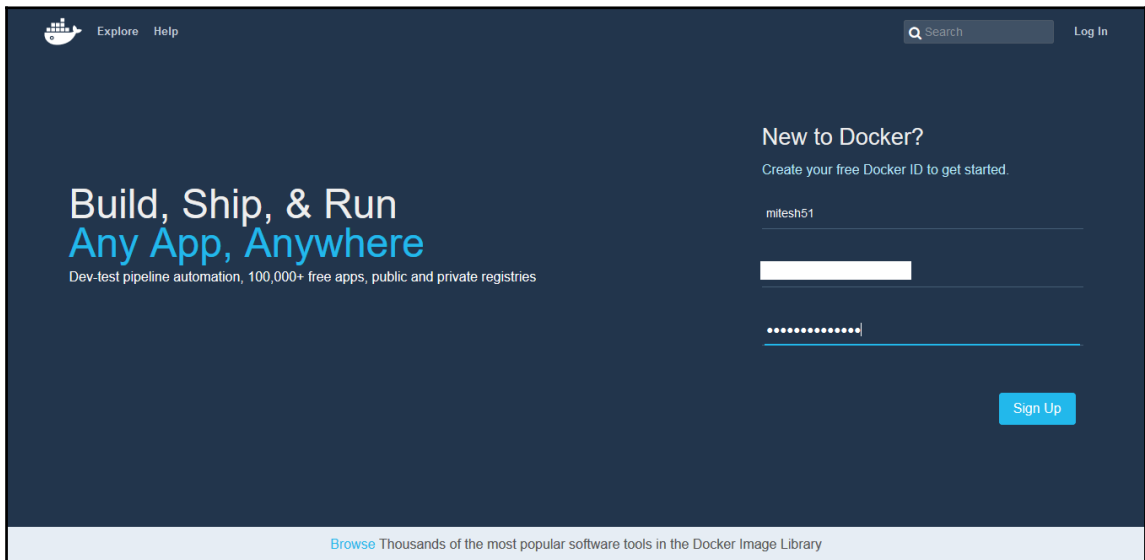 Explore Help
Search
Log In
New to Docker?
Create your free Docker ID to get started.
mitesh51
Build, Ship, & Run
Any App, Anywhere
Dev-test pipeline automation, 100,000+ free apps, public and private registries
••••••••••••••
Sign Up
Browse Thousands of the most popular software tools in the Docker Image Library